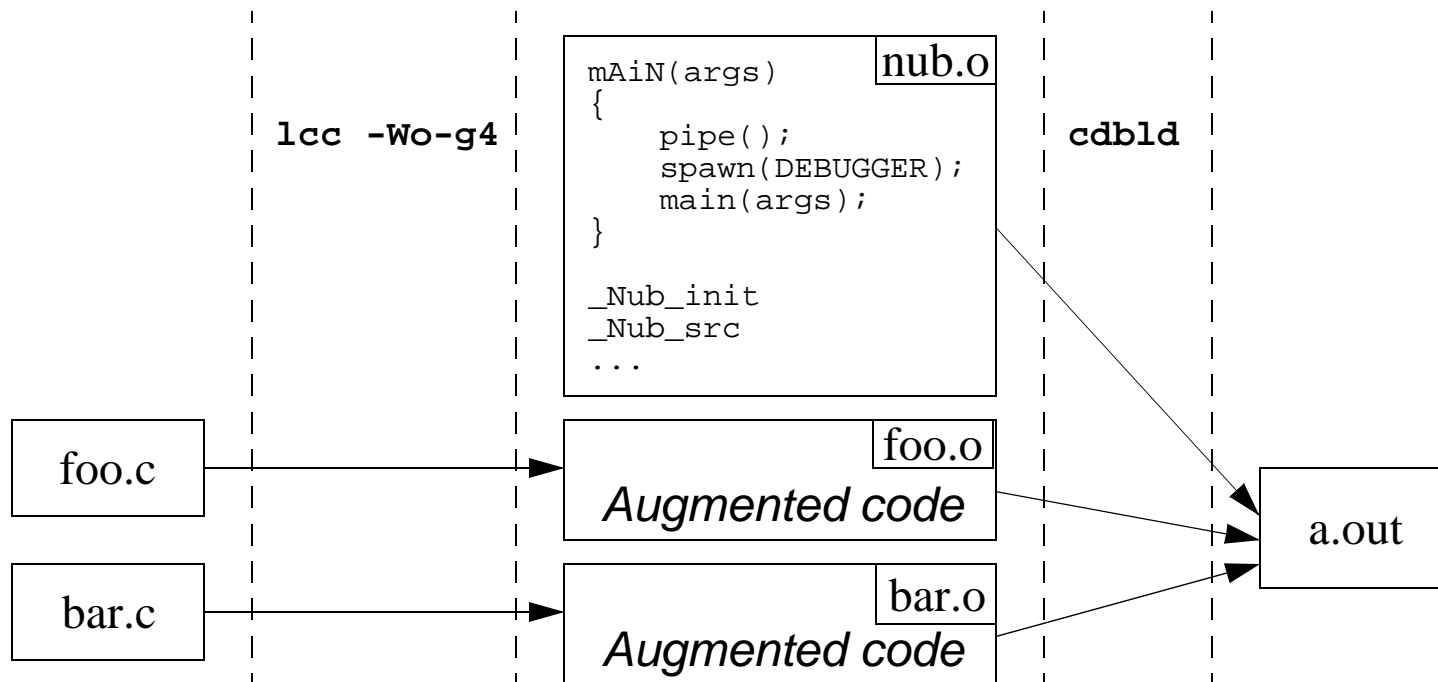 nub.o
mAiN(args)
{
pipe();
spawn(DEBUGGER);
main(args);
}
_Nub_init
_Nub_src
...
lcc -Wo-g4
cdbld
foo.c
foo.o
Augmented code
a.out
bar.c
bar.o
Augmented code